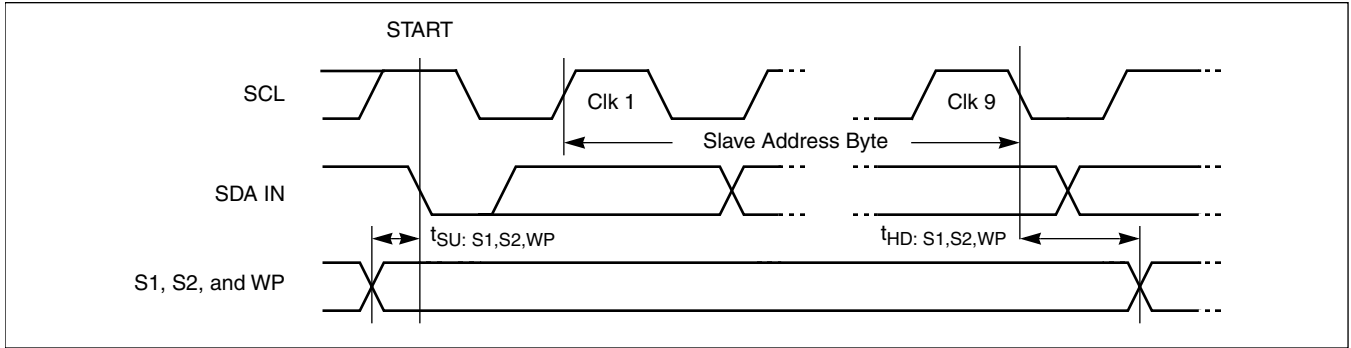 START
SCL
Clk 1
Clk 9
Slave Address Byte
SDA IN
tSU: S1,S2,WP
tHD: S1,S2,WP
S1, S2, and WP